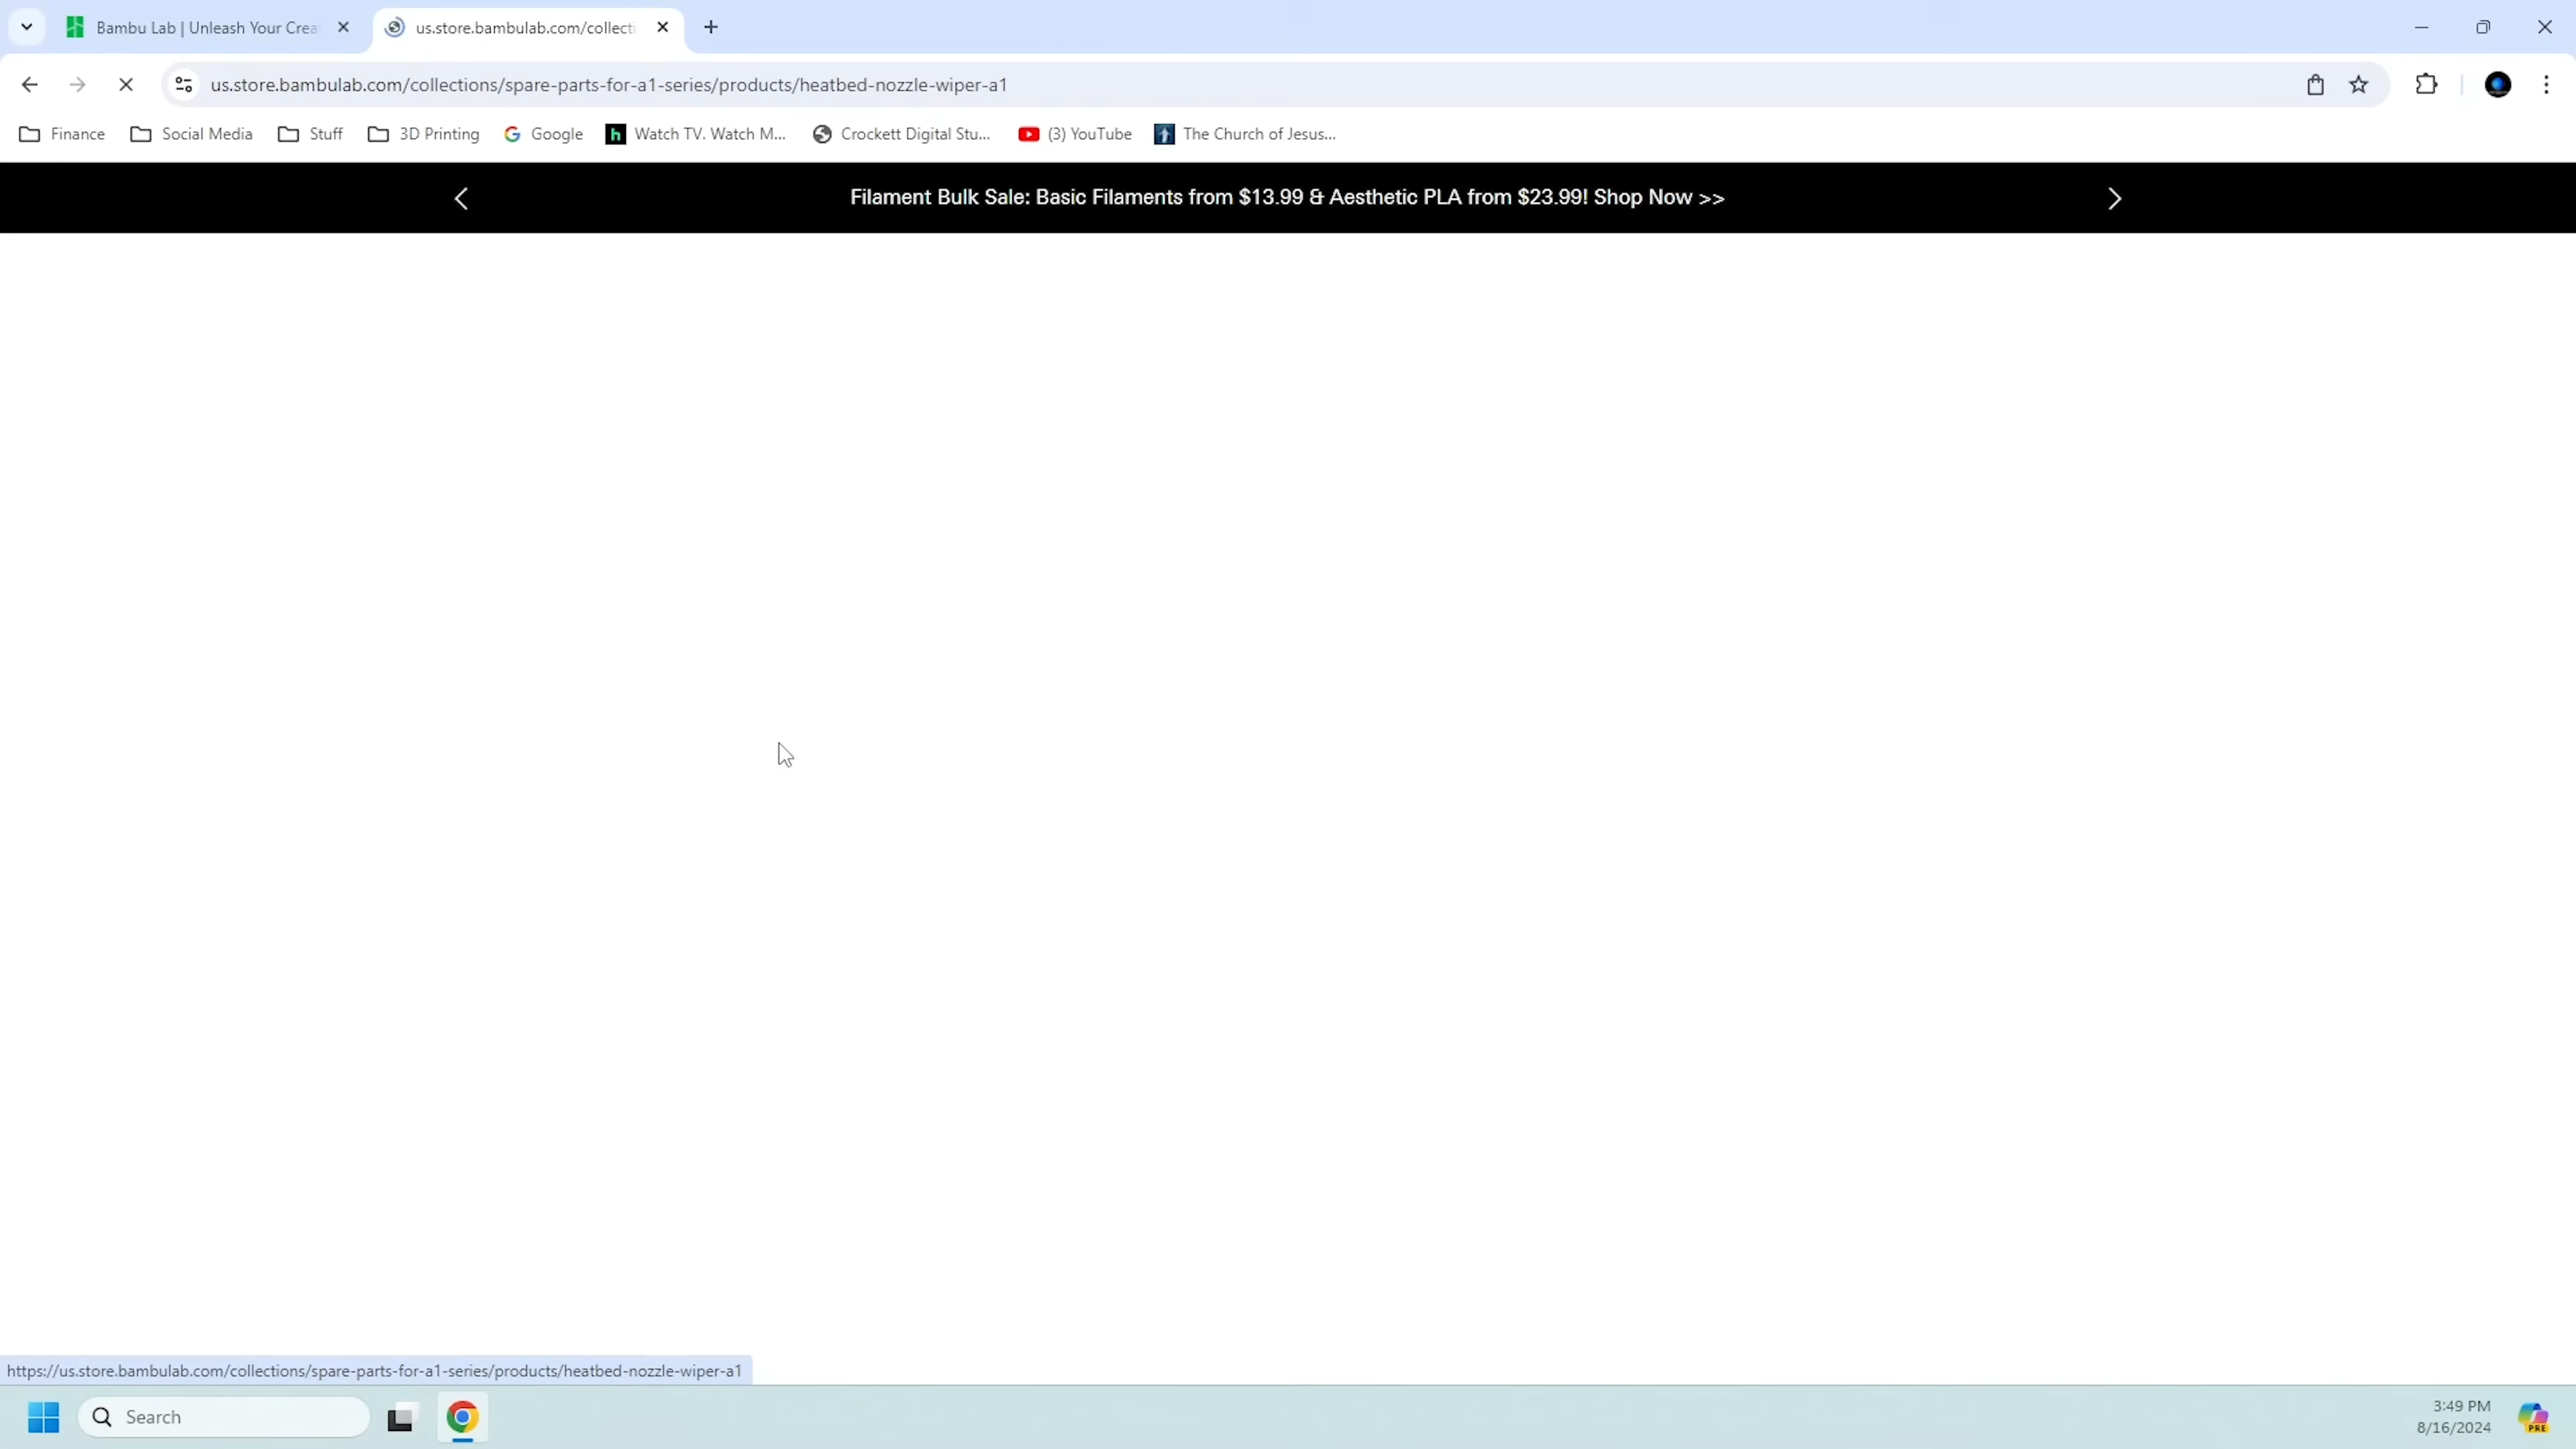 Bambu Lab | Unleash Your Crea
us.store.bambulab.com/collecti
us.store.bambulab.com/collections/spare-parts-for-a1-series/products/heatbed-nozzle-wiper-a1
Finance
Social Media
Stuff
3D Printing
Google
h
Watch TV. Watch M...
Crockett Digital Stu...
(3) YouTube
The Church of Jesus...
Filament Bulk Sale: Basic Filaments from $13.99 & Aesthetic PLA from $23.99! Shop Now >>
https://us.store.bambulab.com/collections/spare-parts-for-a1-series/products/heatbed-nozzle-wiper-a1
Search
3:49 PM
8/16/2024
PRE